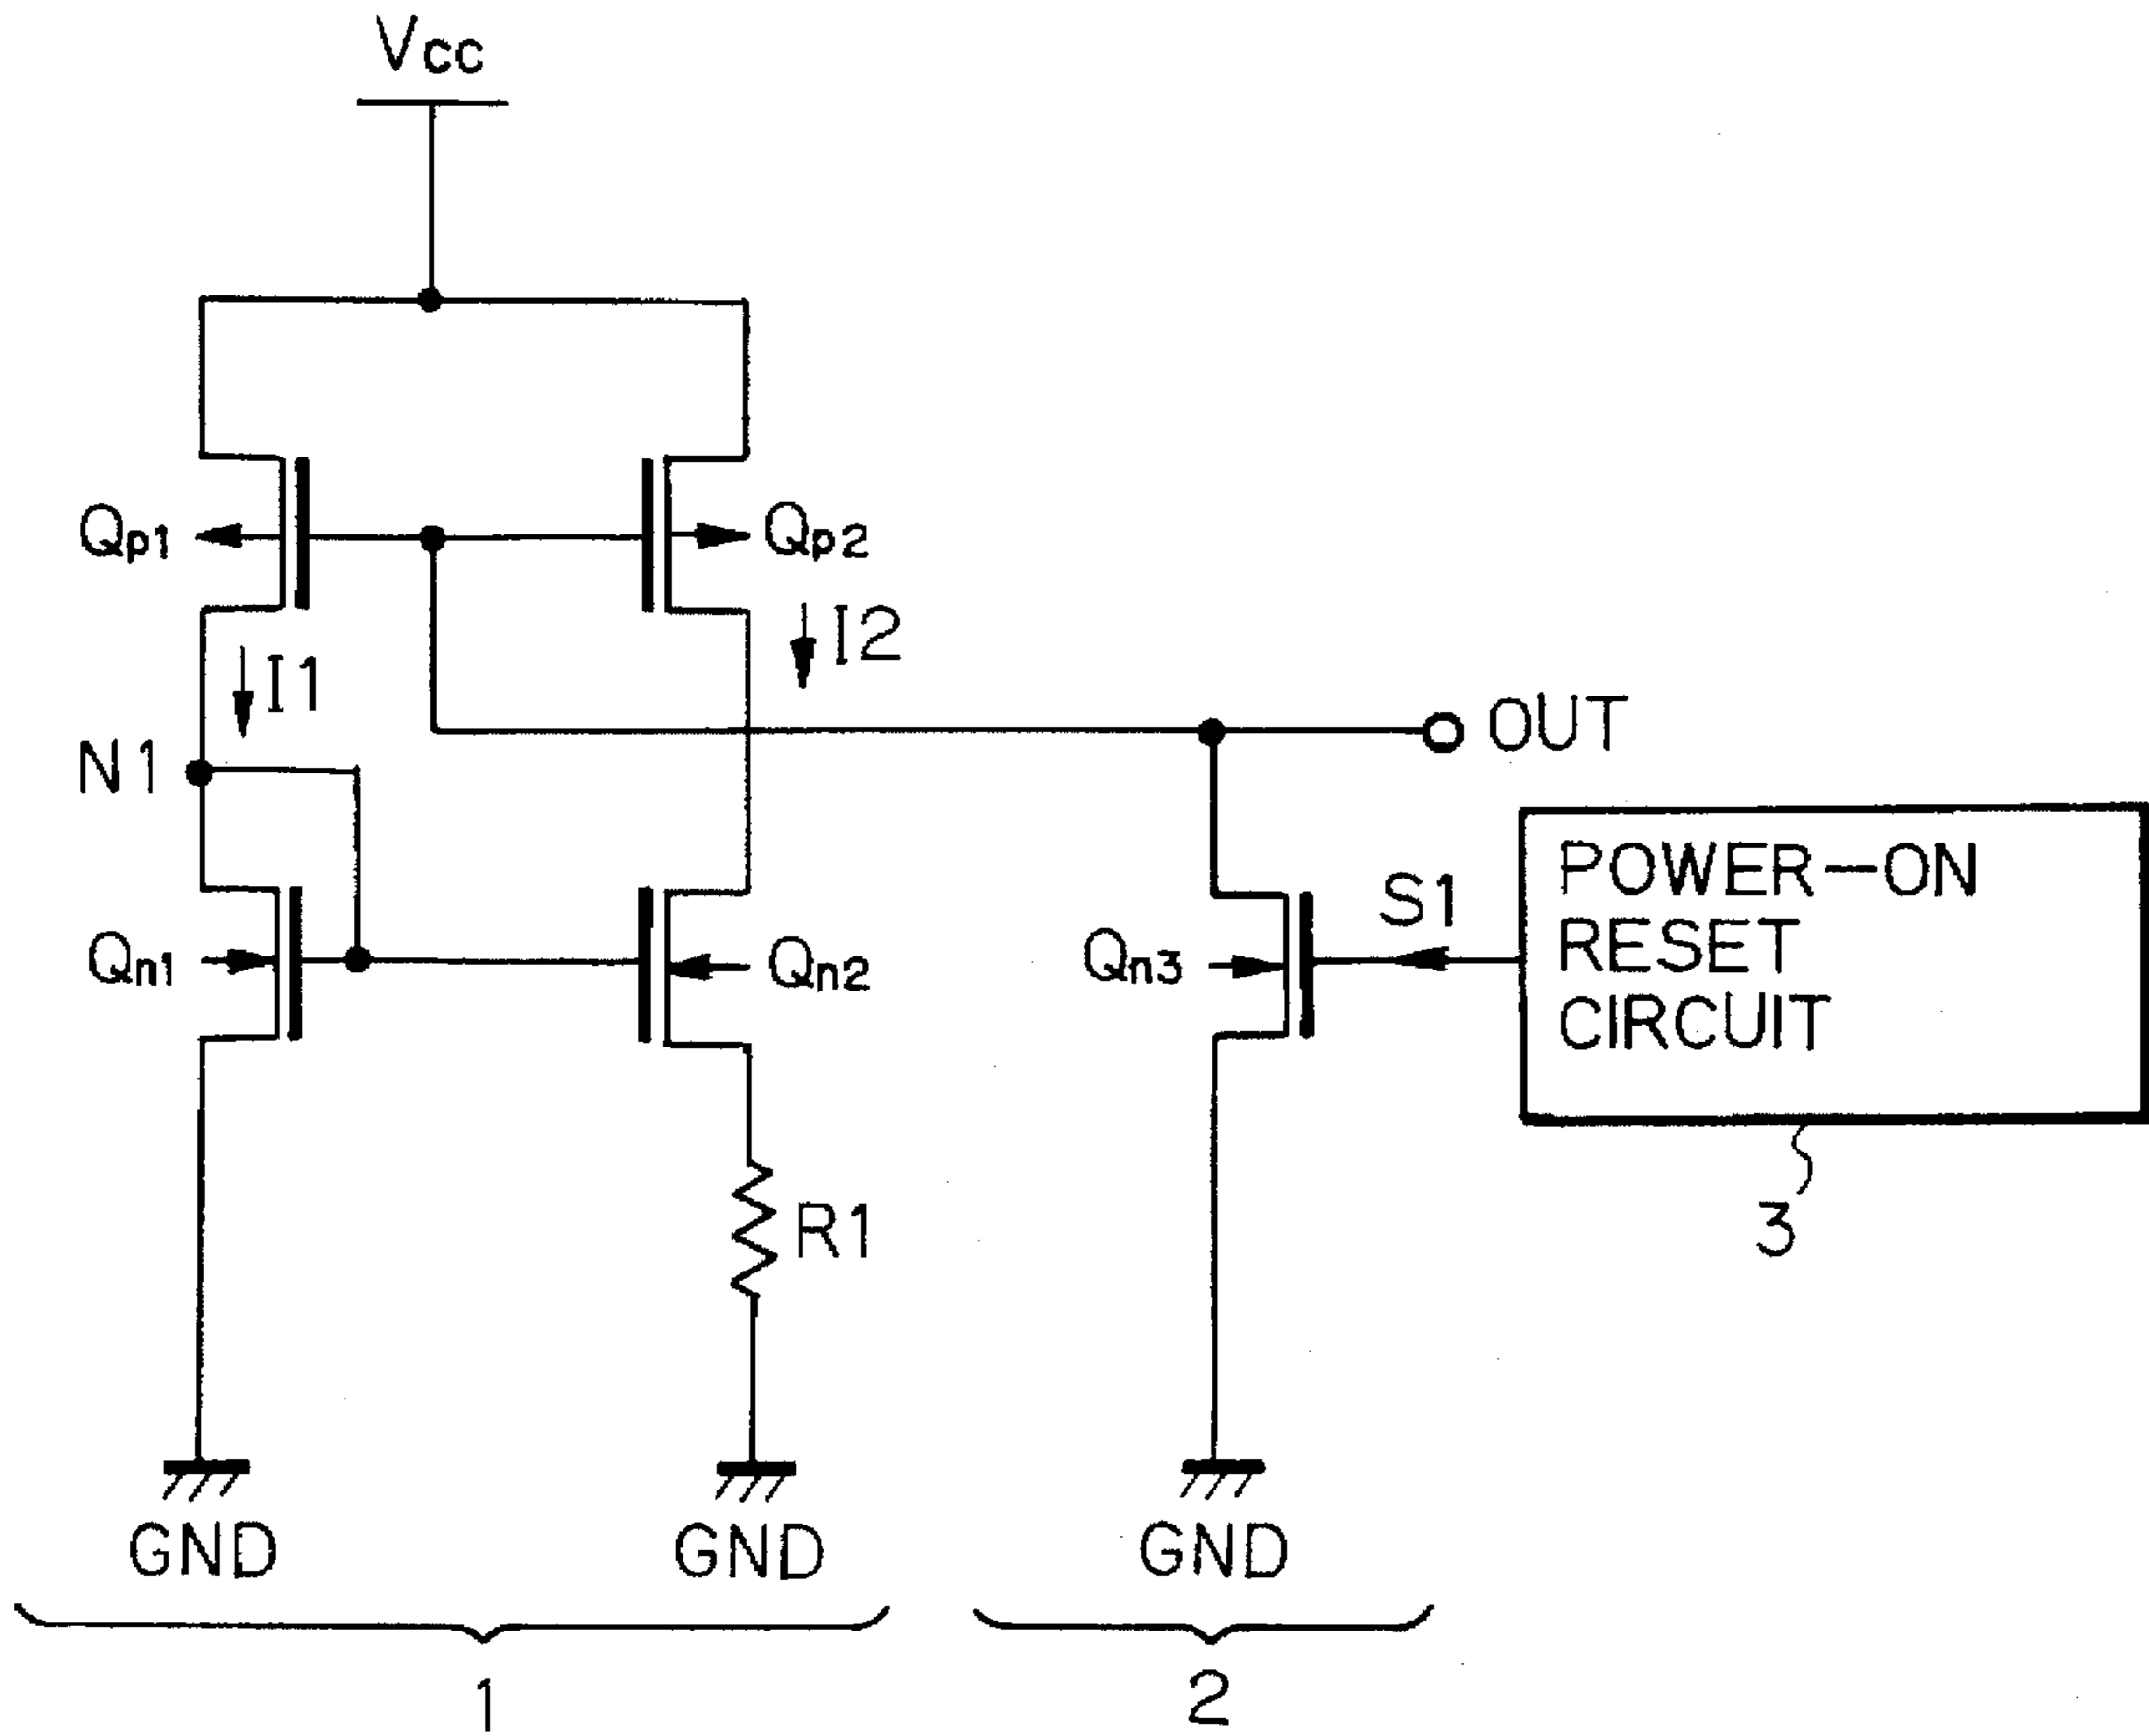 Vcc
Qp1
Qp2
I1
I2
N1
OUT
Qn1
Qn2
Qn3
S1
POWER-ON
RESET
CIRCUIT
3
R1
GND
GND
GND
1
2